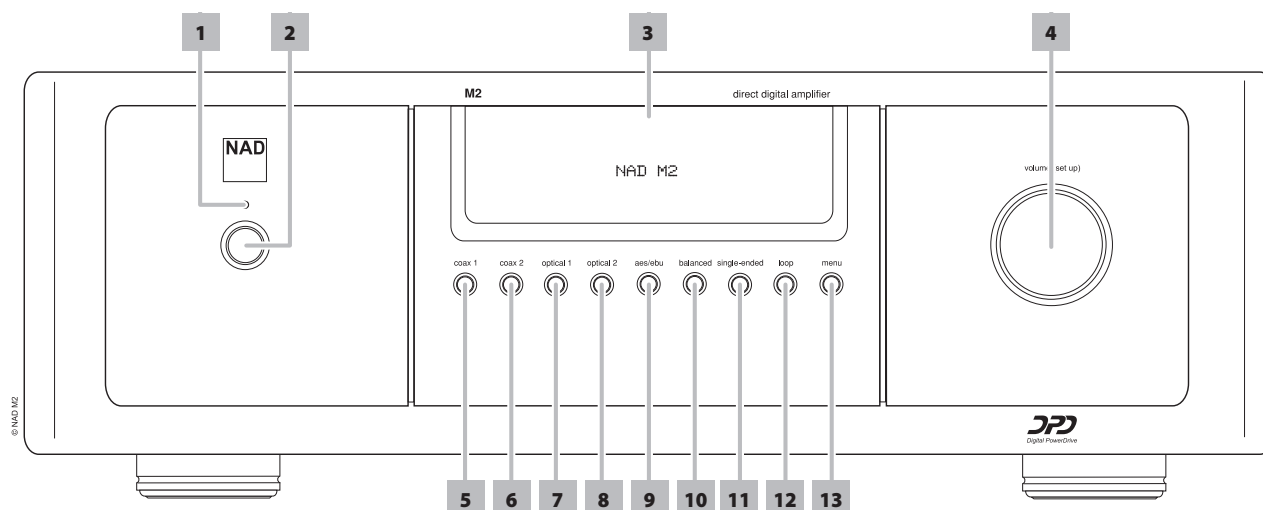 1 2 3 4
M2 direct digital amplifier
NAD
NAD M2
volume ( set up)
coax 1 coax 2 optical 1 optical 2 aes/ebu balanced single-ended loop menu
© NAD M2
DPD
Digital PowerDrive
5 6 7 8 9 10 11 12 13